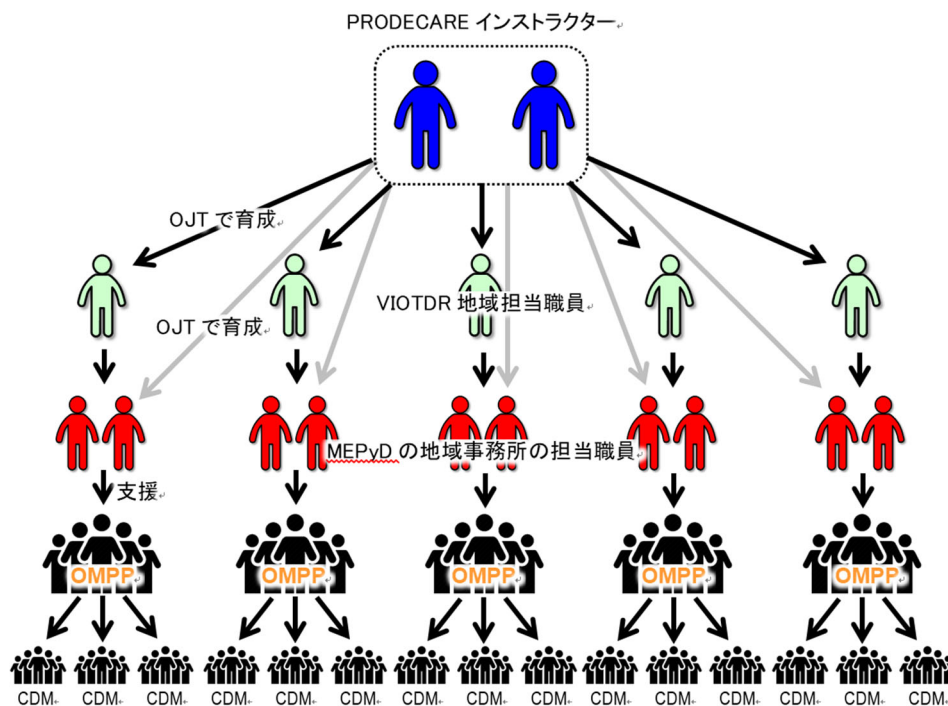 PRODECARE インストラクター
OJT で育成
VIOTDR 地域担当職員
OJT で育成
MEPyD の地域事務所の担当職員
支援
OMPP OMPP OMPP OMPP OMPP
CDM CDM CDM CDM CDM CDM CDM CDM CDM CDM CDM CDM CDM CDM CDM